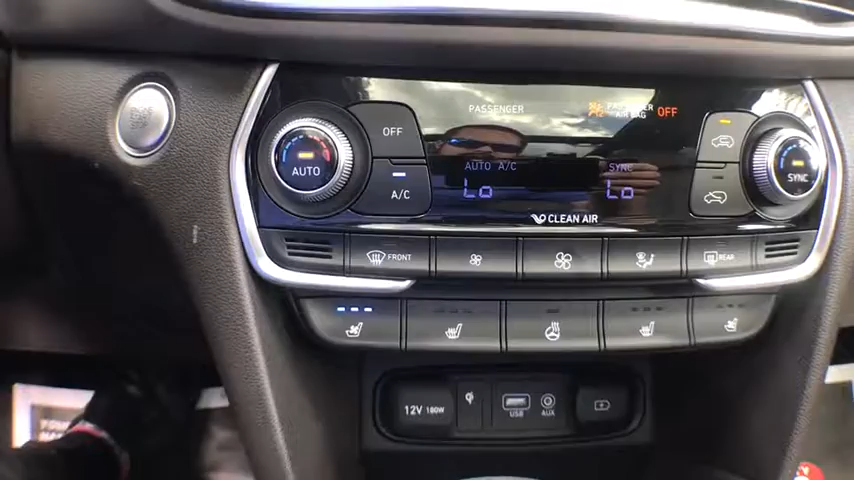 PASSENGER
PASSENGER
AIR BAG OFF
OFF
AUTO A/C SYNC
AUTO
A/C
Lo Lo
SYNC
CLEAN AIR
FRONT
REAR
12V 180W
USB
AUX